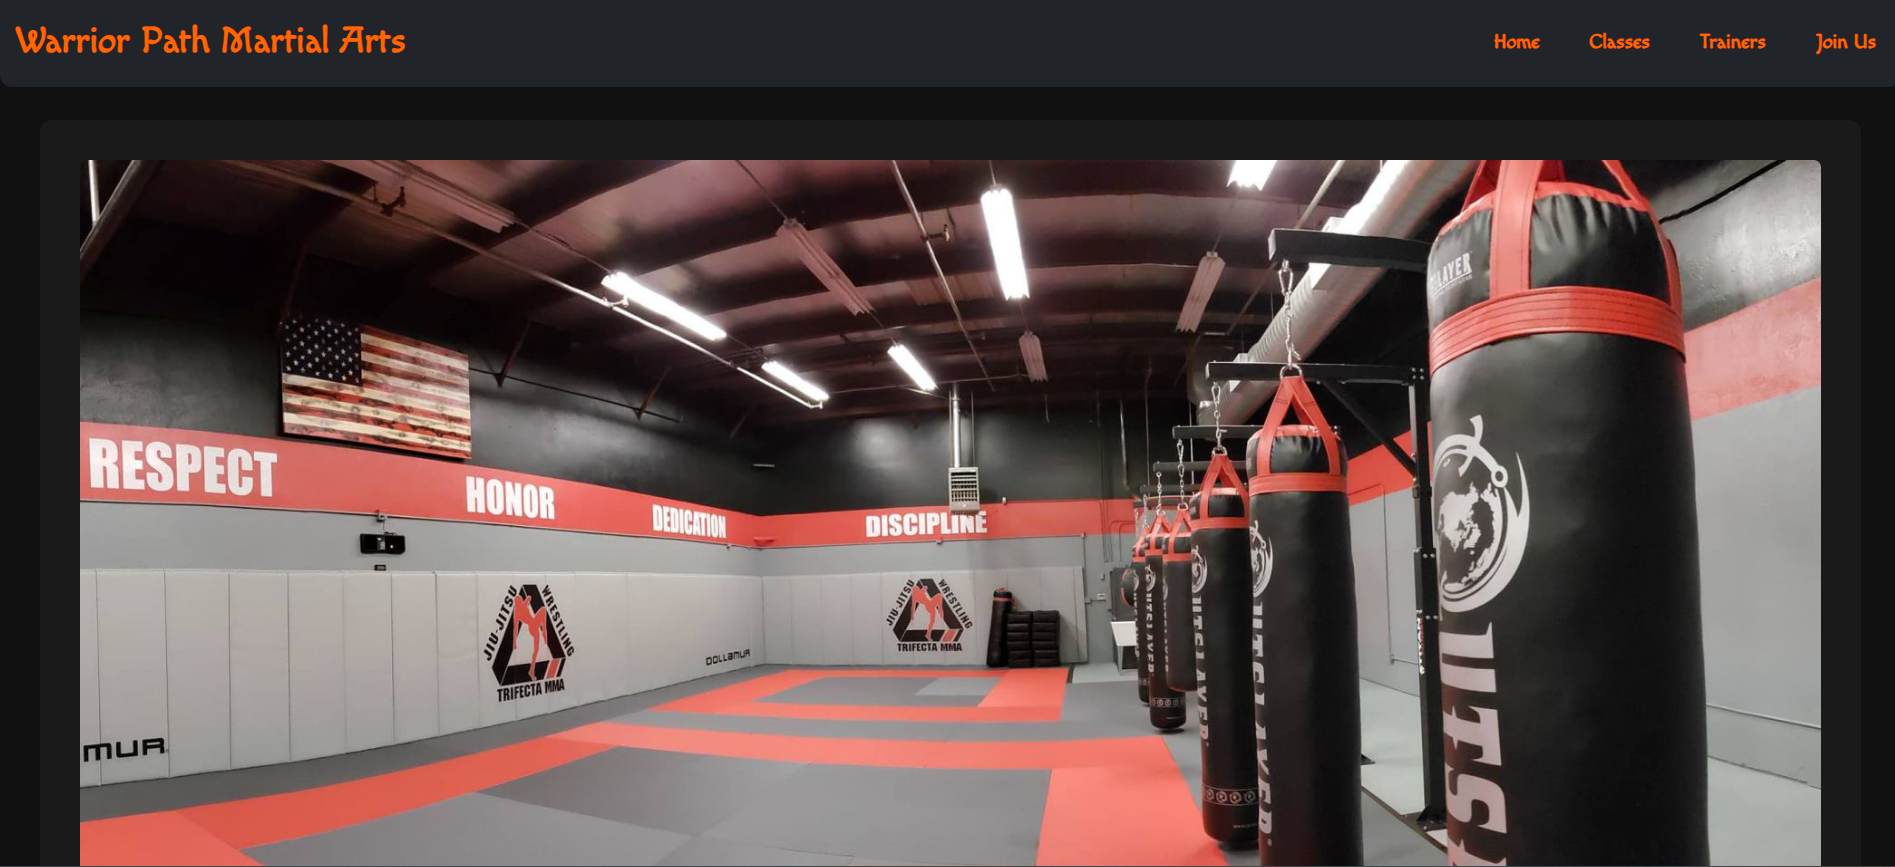 Warrior Path Martial Arts
Home
Classes
Trainers
Join Us
RESPECT
HONOR
DEDICATION
DISCIPLINE
JIU-JITSU
WRESTLING
TRIFECTA MMA
JIU-JITSU
WRESTLING
TRIFECTA MMA
DOLLAMUR
MUR